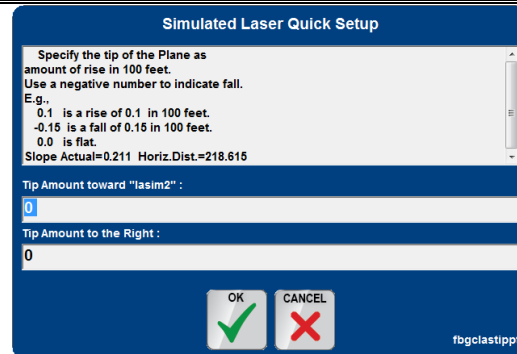 Simulated Laser Quick Setup
Specify the tip of the Plane as
amount of rise in 100 feet.
Use a negative number to indicate fall.
E.g.,
0.1 is a rise of 0.1 in 100 feet.
-0.15 is a fall of 0.15 in 100 feet.
0.0 is flat.
Slope Actual=0.211 Horiz.Dist.=218.615
Tip Amount toward "lasim2" :
0
Tip Amount to the Right :
0
OK CANCEL